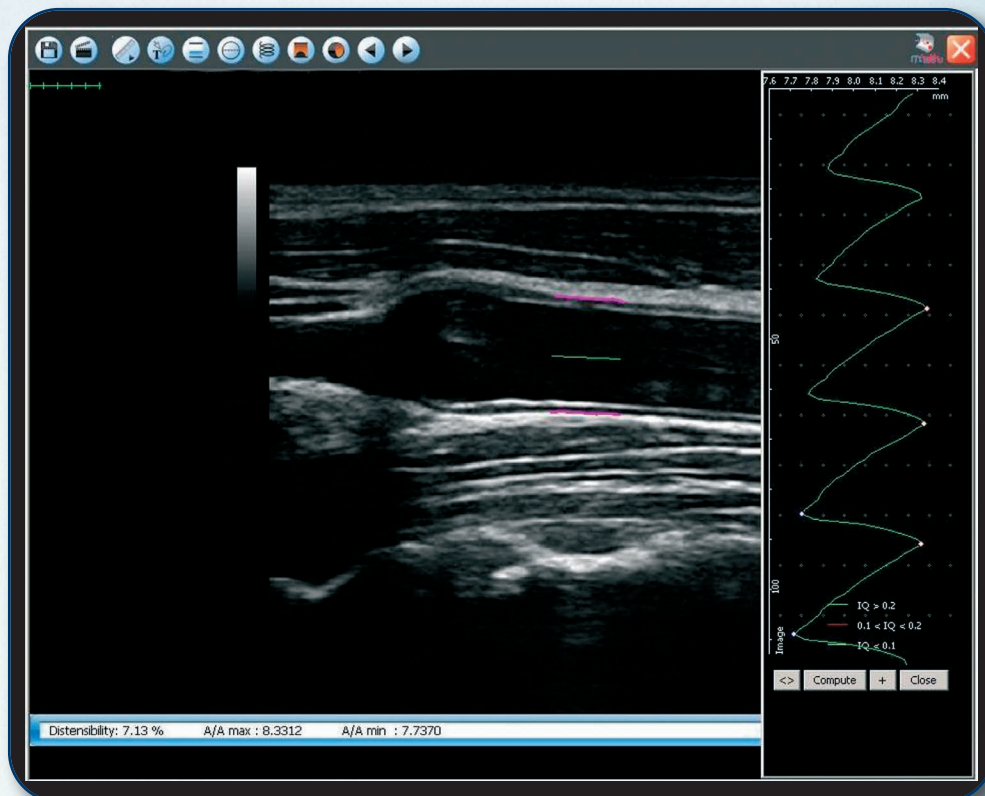 7.6 7.7 7.8 7.9 8.0 8.1 8.2 8.3 8.4
mm
50
100
Image
IQ > 0.2
0.1 < IQ < 0.2
IQ < 0.1
<> Compute + Close
Distensibility: 7.13 % A/A max : 8.3312 A/A min : 7.7370